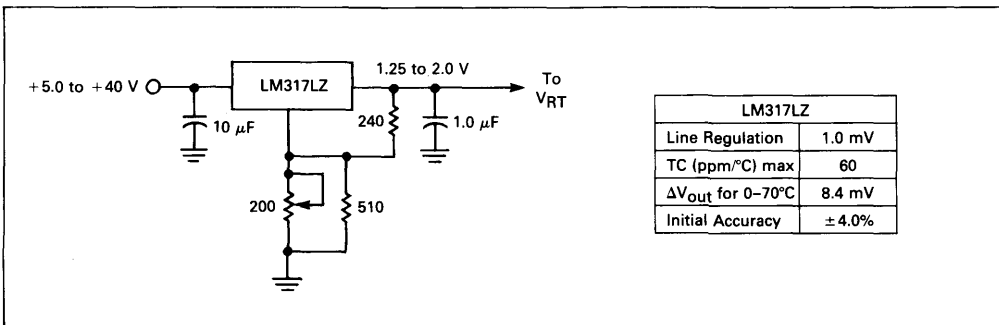 +5.0 to +40 V
LM317LZ
1.25 to 2.0 V
To
VRT
10 μF
240
1.0 μF
200
510
LM317LZ
Line Regulation 1.0 mV
TC (ppm/°C) max 60
ΔVout for 0–70°C 8.4 mV
Initial Accuracy ±4.0%